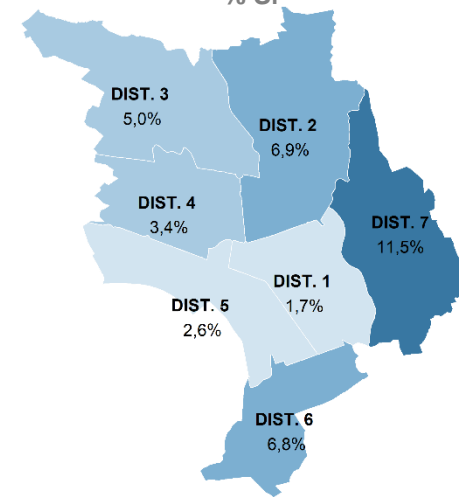 DIST. 3
5,0%
DIST. 2
6,9%
DIST. 4
3,4%
DIST. 7
11,5%
DIST. 1
1,7%
DIST. 5
2,6%
DIST. 6
6,8%